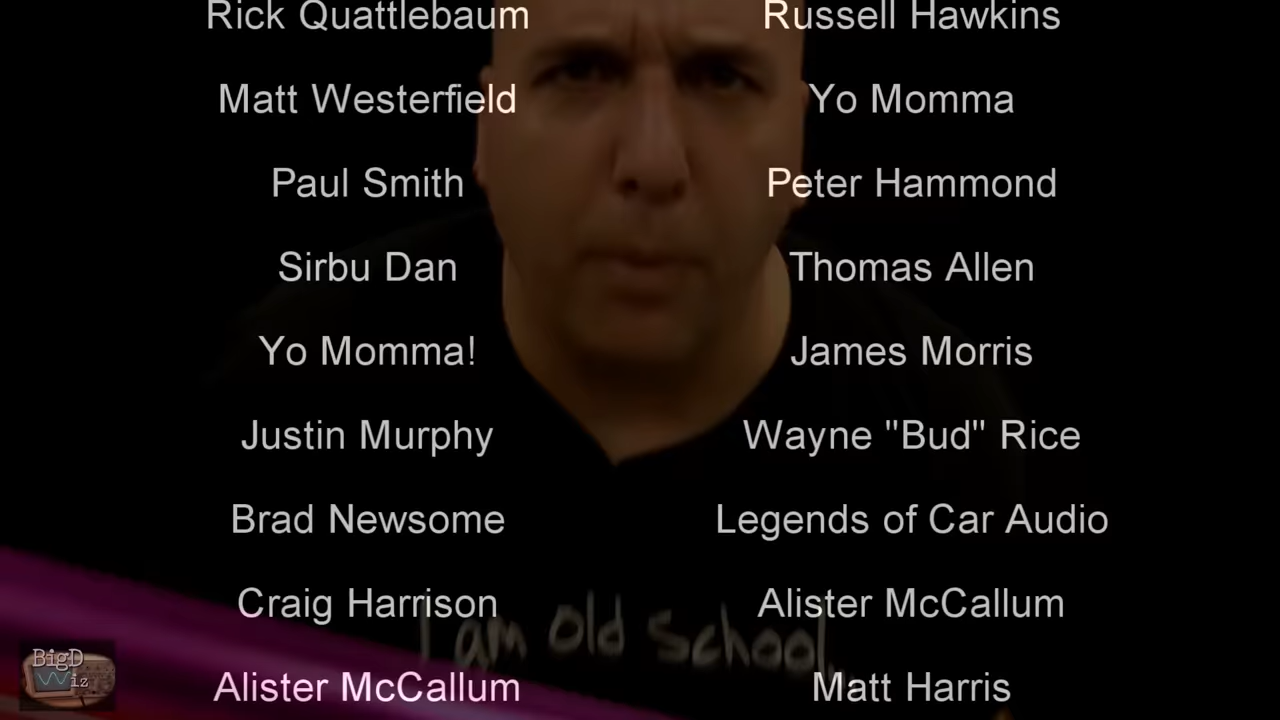 Rick Quattlebaum
Russell Hawkins
Matt Westerfield
Yo Momma
Paul Smith
Peter Hammond
Sirbu Dan
Thomas Allen
Yo Momma!
James Morris
Justin Murphy
Wayne "Bud" Rice
Brad Newsome
Legends of Car Audio
Craig Harrison
Alister McCallum
I am Old School.
Alister McCallum
Matt Harris
BigD
Wiz